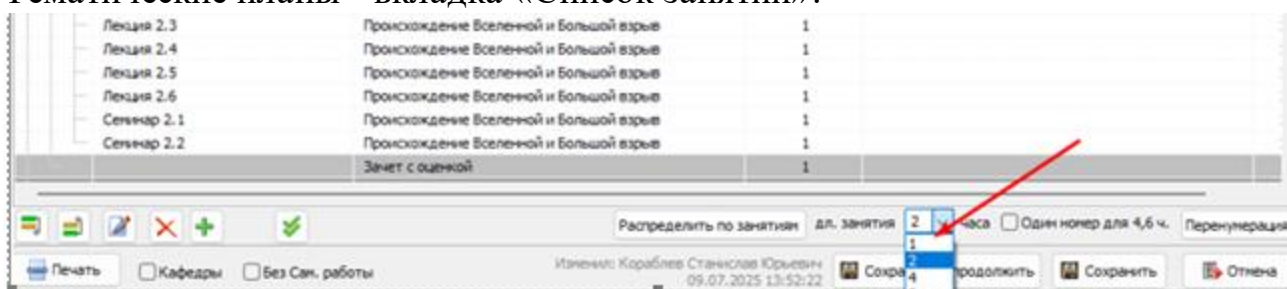 Тематические планы - вкладка «Список занятий».
Лекция 2.3 Происхождение Вселенной и Большой взрыв 1
Лекция 2.4 Происхождение Вселенной и Большой взрыв 1
Лекция 2.5 Происхождение Вселенной и Большой взрыв 1
Лекция 2.6 Происхождение Вселенной и Большой взрыв 1
Семинар 2.1 Происхождение Вселенной и Большой взрыв 1
Семинар 2.2 Происхождение Вселенной и Большой взрыв 1
Зачет с оценкой 1
Распределить по занятиям дл. занятия 2 часа Один номер для 4,6 ч. Перенумерация
1
2
4
Печать Кафедры Без Сам. работы Изменил: Кораблев Станислав Юрьевич Сохра продолжить Сохранить Отмена
09.07.2025 13:52:22